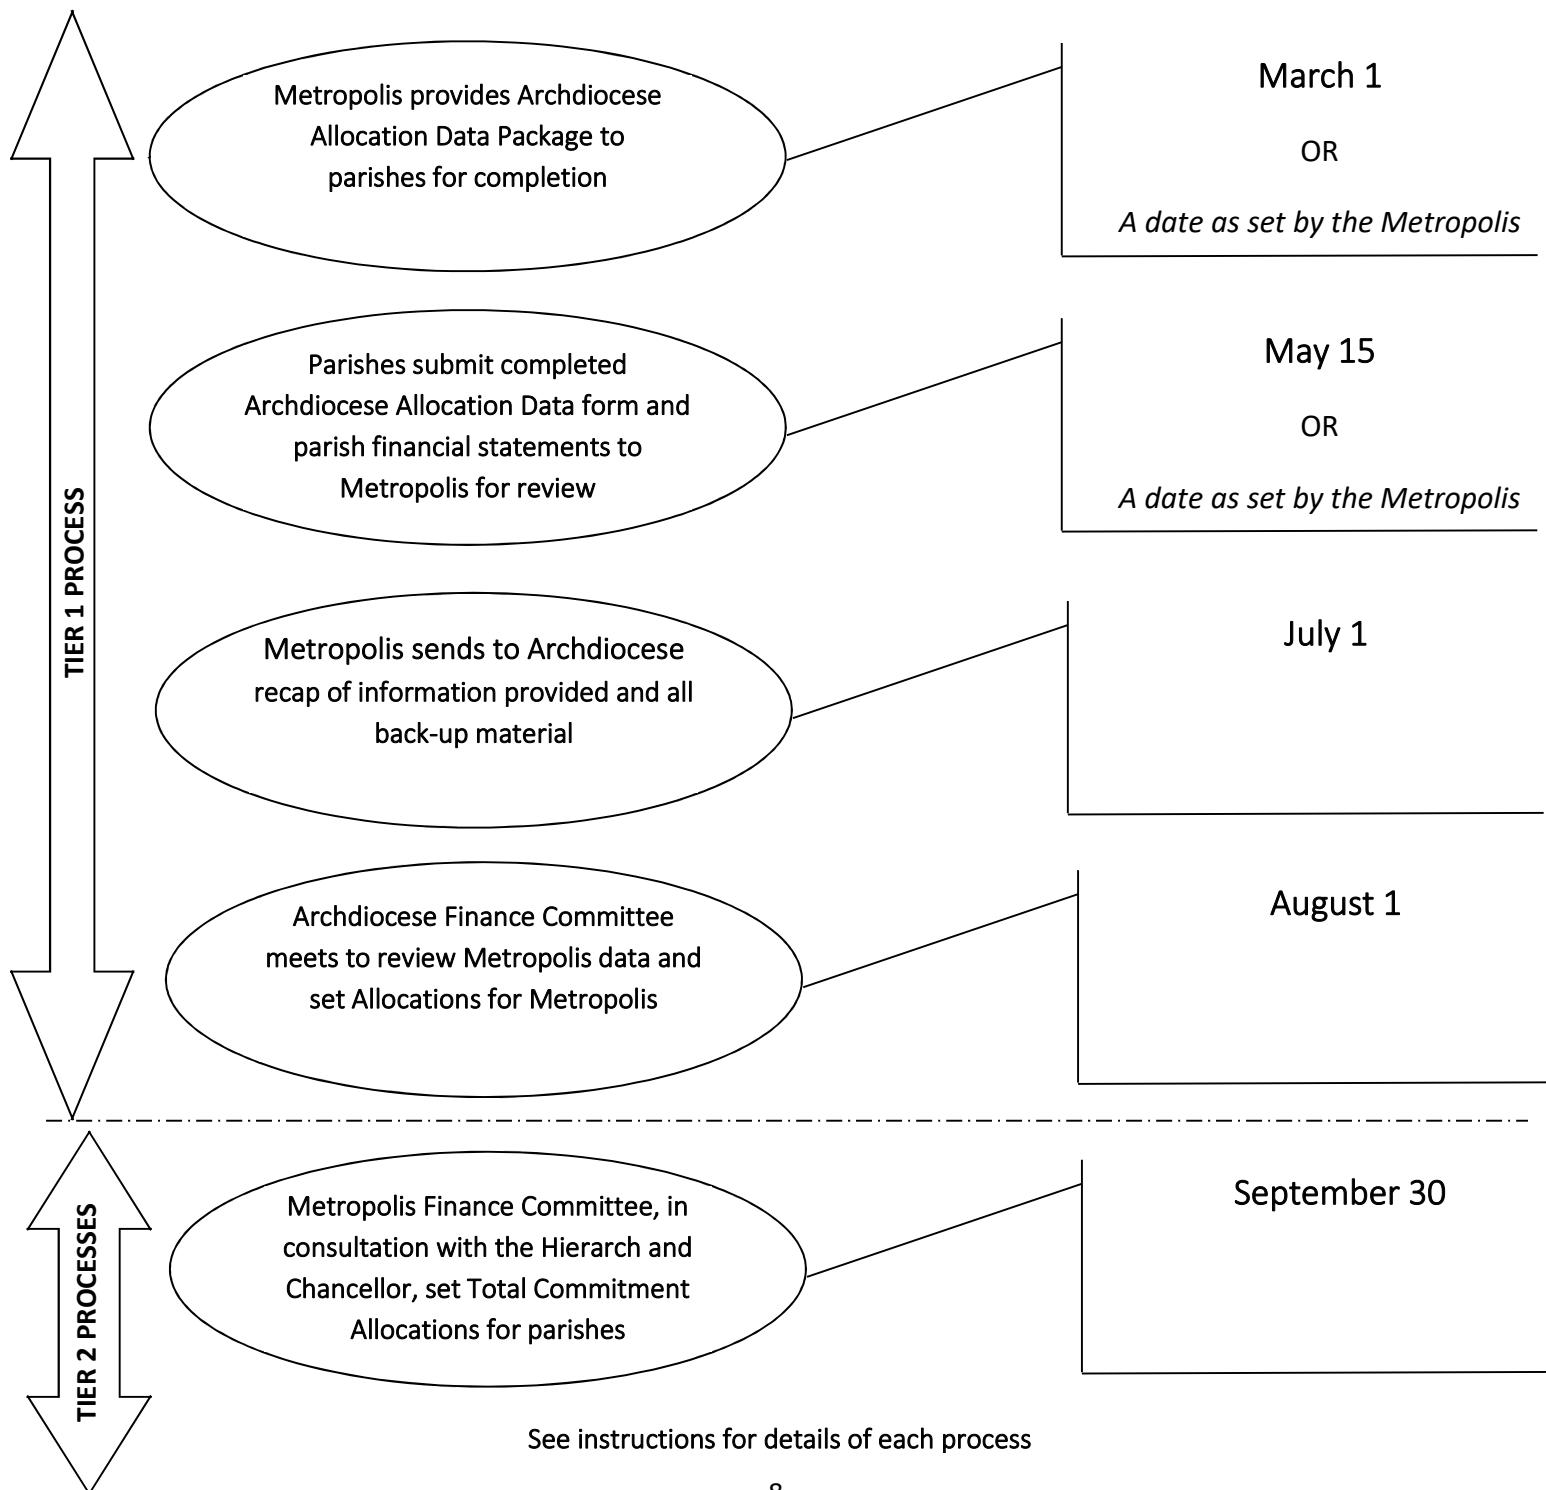 Metropolis provides Archdiocese
Allocation Data Package to
parishes for completion
March 1
OR
A date as set by the Metropolis
Parishes submit completed
Archdiocese Allocation Data form and
parish financial statements to
Metropolis for review
May 15
OR
A date as set by the Metropolis
TIER 1 PROCESS
Metropolis sends to Archdiocese
recap of information provided and all
back-up material
July 1
Archdiocese Finance Committee
meets to review Metropolis data and
set Allocations for Metropolis
August 1
TIER 2 PROCESSES
Metropolis Finance Committee, in
consultation with the Hierarch and
Chancellor, set Total Commitment
Allocations for parishes
September 30
See instructions for details of each process